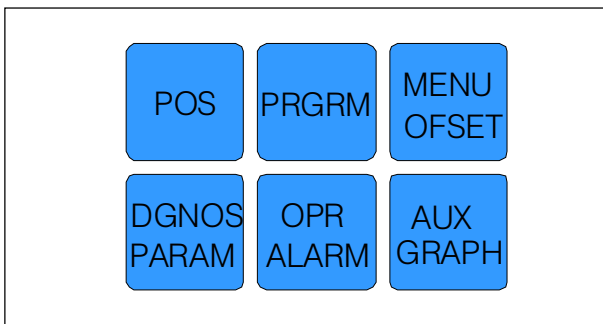 POS
PRGRM
MENU
OFSET
DGNOS
PARAM
OPR
ALARM
AUX
GRAPH